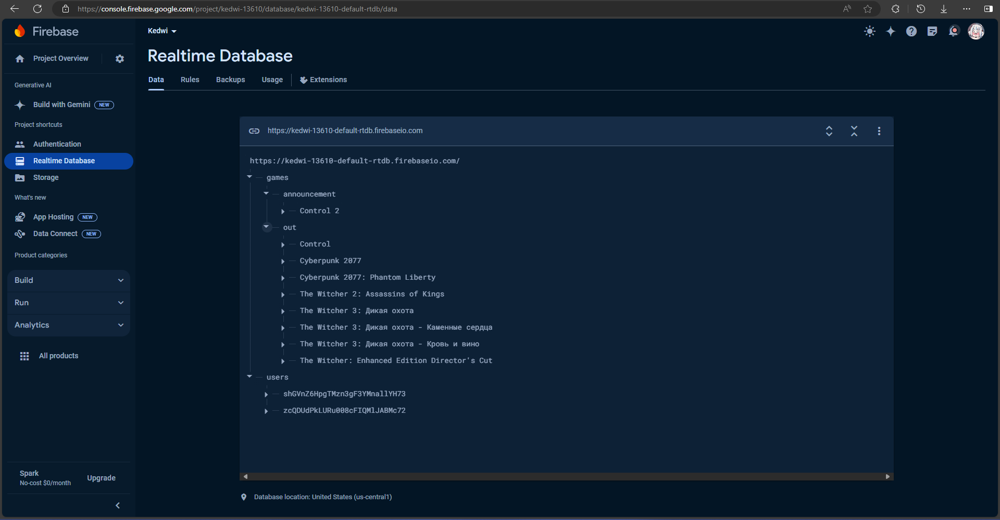 https://console.firebase.google.com/project/kedwi-13610/database/kedwi-13610-default-rtdb/data
Firebase
Kedwi
Project Overview
Realtime Database
Data Rules Backups Usage Extensions
Generative AI
Build with Gemini NEW
Project shortcuts
Authentication
Realtime Database
Storage
What's new
App Hosting NEW
Data Connect NEW
Product categories
Build
Run
Analytics
All products
Spark
No-cost $0/month
Upgrade
https://kedwi-13610-default-rtdb.firebaseio.com
https://kedwi-13610-default-rtdb.firebaseio.com/
games
announcement
Control 2
out
Control
Cyberpunk 2077
Cyberpunk 2077: Phantom Liberty
The Witcher 2: Assassins of Kings
The Witcher 3: Дикая охота
The Witcher 3: Дикая охота - Каменные сердца
The Witcher 3: Дикая охота - Кровь и вино
The Witcher: Enhanced Edition Director's Cut
users
shGVnZ6HpgTMzn3gF3YMnallYH73
zcQDUdPkLURu008cFIQMlJABMc72
Database location: United States (us-central1)